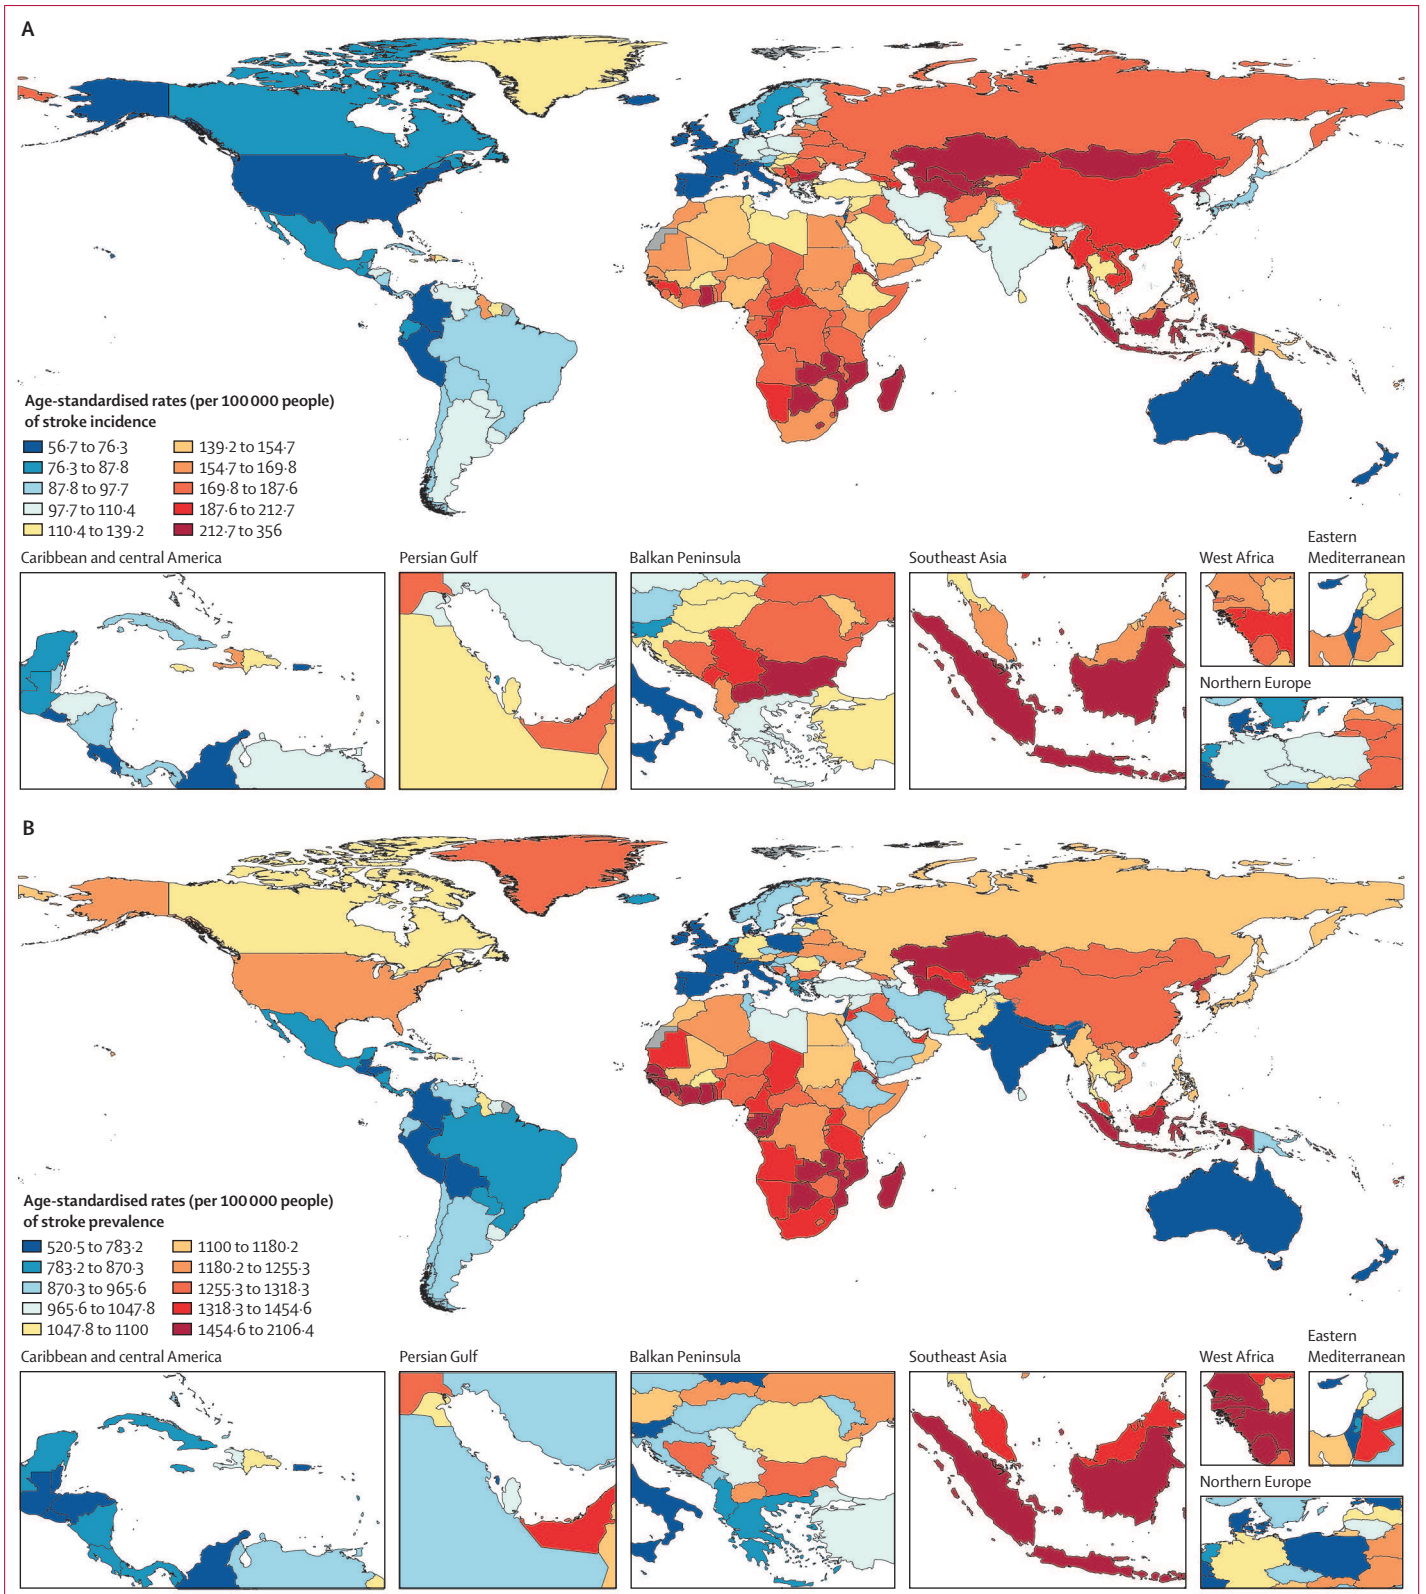 A
Age-standardised rates (per 100 000 people)
of stroke incidence
56·7 to 76·3
76·3 to 87·8
87·8 to 97·7
97·7 to 110·4
110·4 to 139·2
139·2 to 154·7
154·7 to 169·8
169·8 to 187·6
187·6 to 212·7
212·7 to 356
Caribbean and central America
Persian Gulf
Balkan Peninsula
Southeast Asia
West Africa
Eastern
Mediterranean
Northern Europe
B
Age-standardised rates (per 100 000 people)
of stroke prevalence
520·5 to 783·2
783·2 to 870·3
870·3 to 965·6
965·6 to 1047·8
1047·8 to 1100
1100 to 1180·2
1180·2 to 1255·3
1255·3 to 1318·3
1318·3 to 1454·6
1454·6 to 2106·4
Caribbean and central America
Persian Gulf
Balkan Peninsula
Southeast Asia
West Africa
Eastern
Mediterranean
Northern Europe